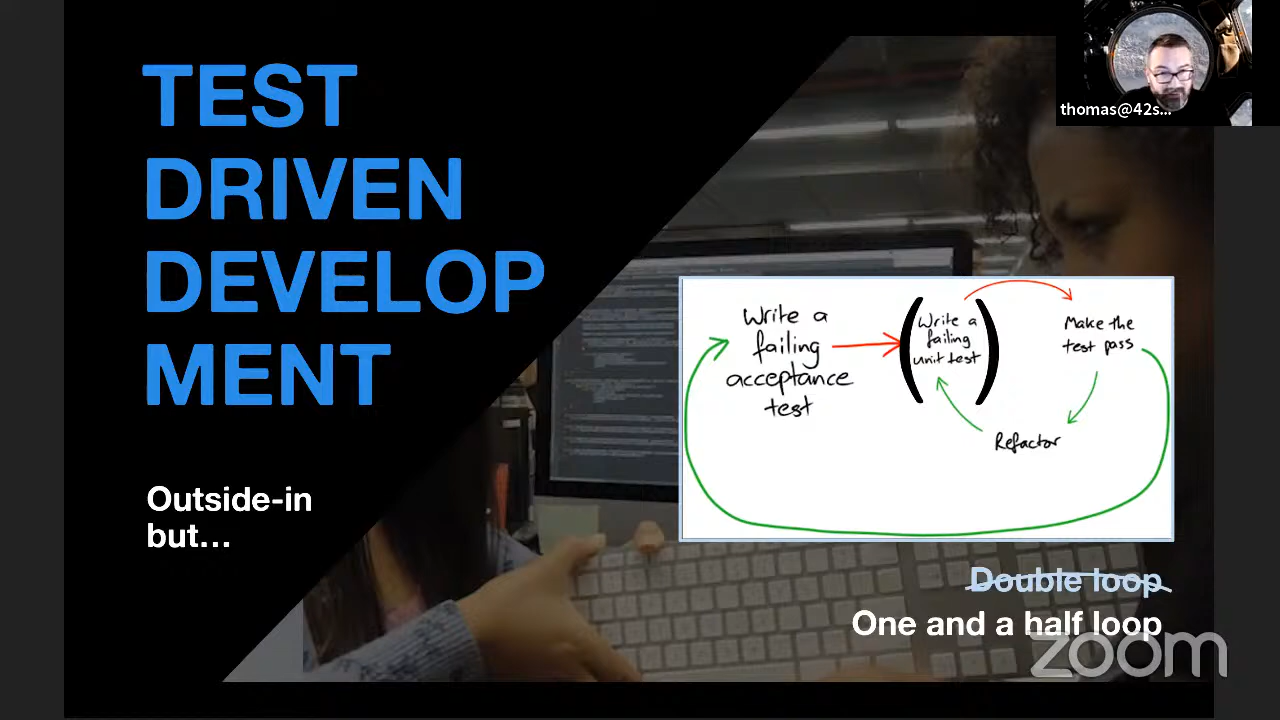 TEST
DRIVEN
DEVELOP
MENT
Outside-in
but...
thomas@42s...
Write a
failing
acceptance
test
(Write a
failing
unit test)
Make the
test pass
Refactor
Double loop
One and a half loop
zoom